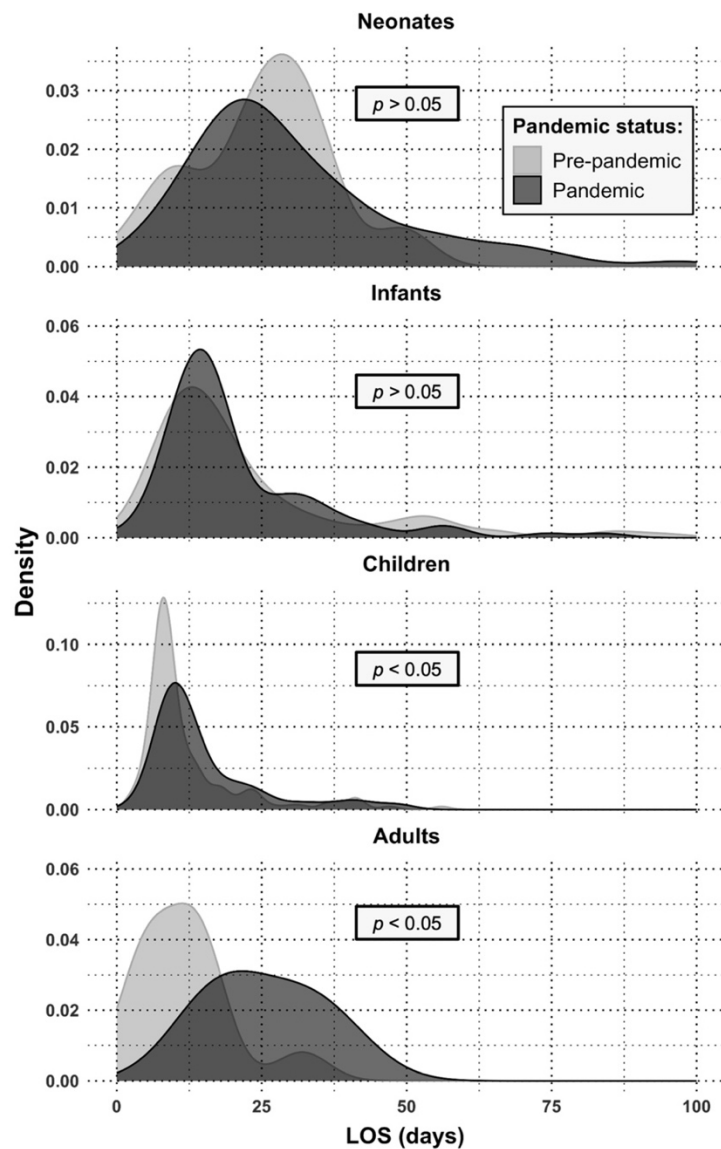 Neonates
0.03
0.02
0.01
0.00
p > 0.05
Pandemic status:
Pre-pandemic
Pandemic
Infants
0.06
0.04
0.02
0.00
p > 0.05
Density
Children
0.10
0.05
0.00
p < 0.05
Adults
0.06
0.04
0.02
0.00
p < 0.05
0 25 50 75 100
LOS (days)